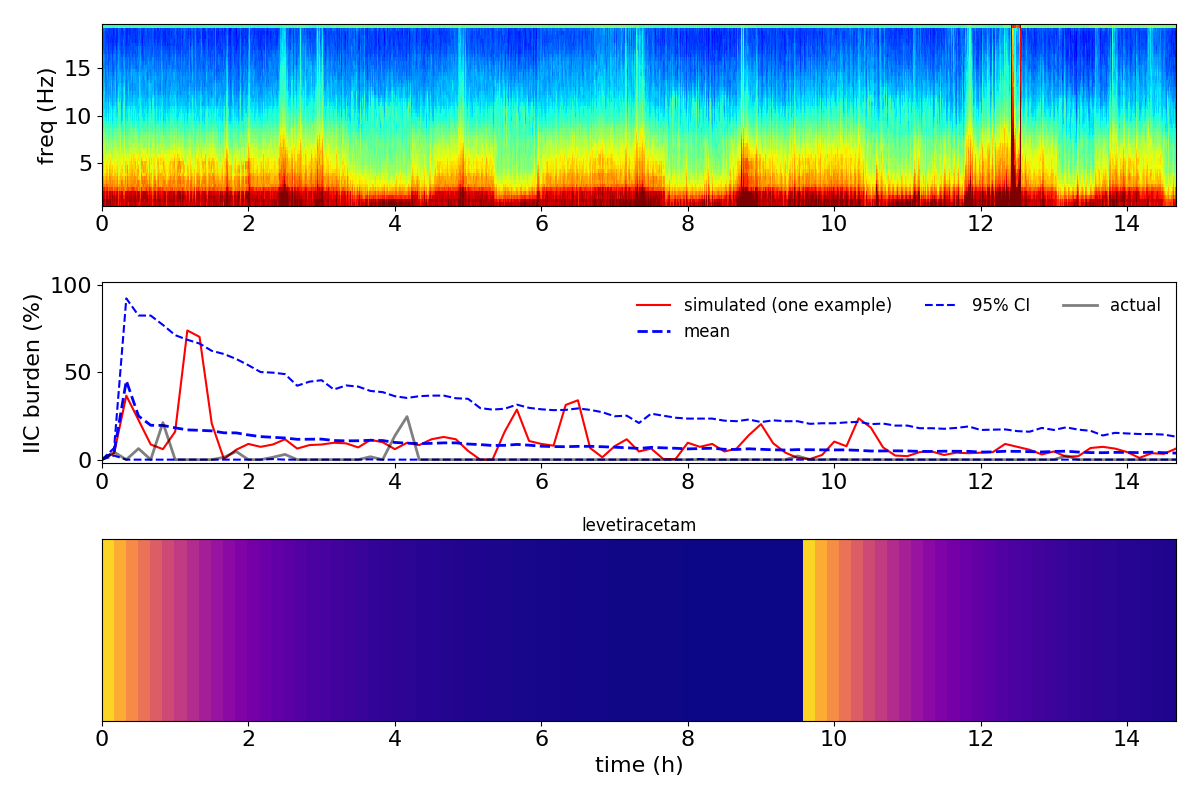 freq (Hz)
15
10
5
0 2 4 6 8 10 12 14
IIC burden (%)
100
50
0
simulated (one example) 95% CI actual
mean
0 2 4 6 8 10 12 14
levetiracetam
0 2 4 6 8 10 12 14
time (h)